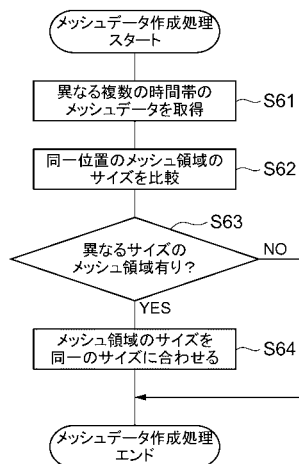 メッシュデータ作成処理
スタート
異なる複数の時間帯の
メッシュデータを取得
S61
同一位置のメッシュ領域の
サイズを比較
S62
S63
異なるサイズの
メッシュ領域有り?
NO
YES
メッシュ領域のサイズを
同一のサイズに合わせる
S64
メッシュデータ作成処理
エンド